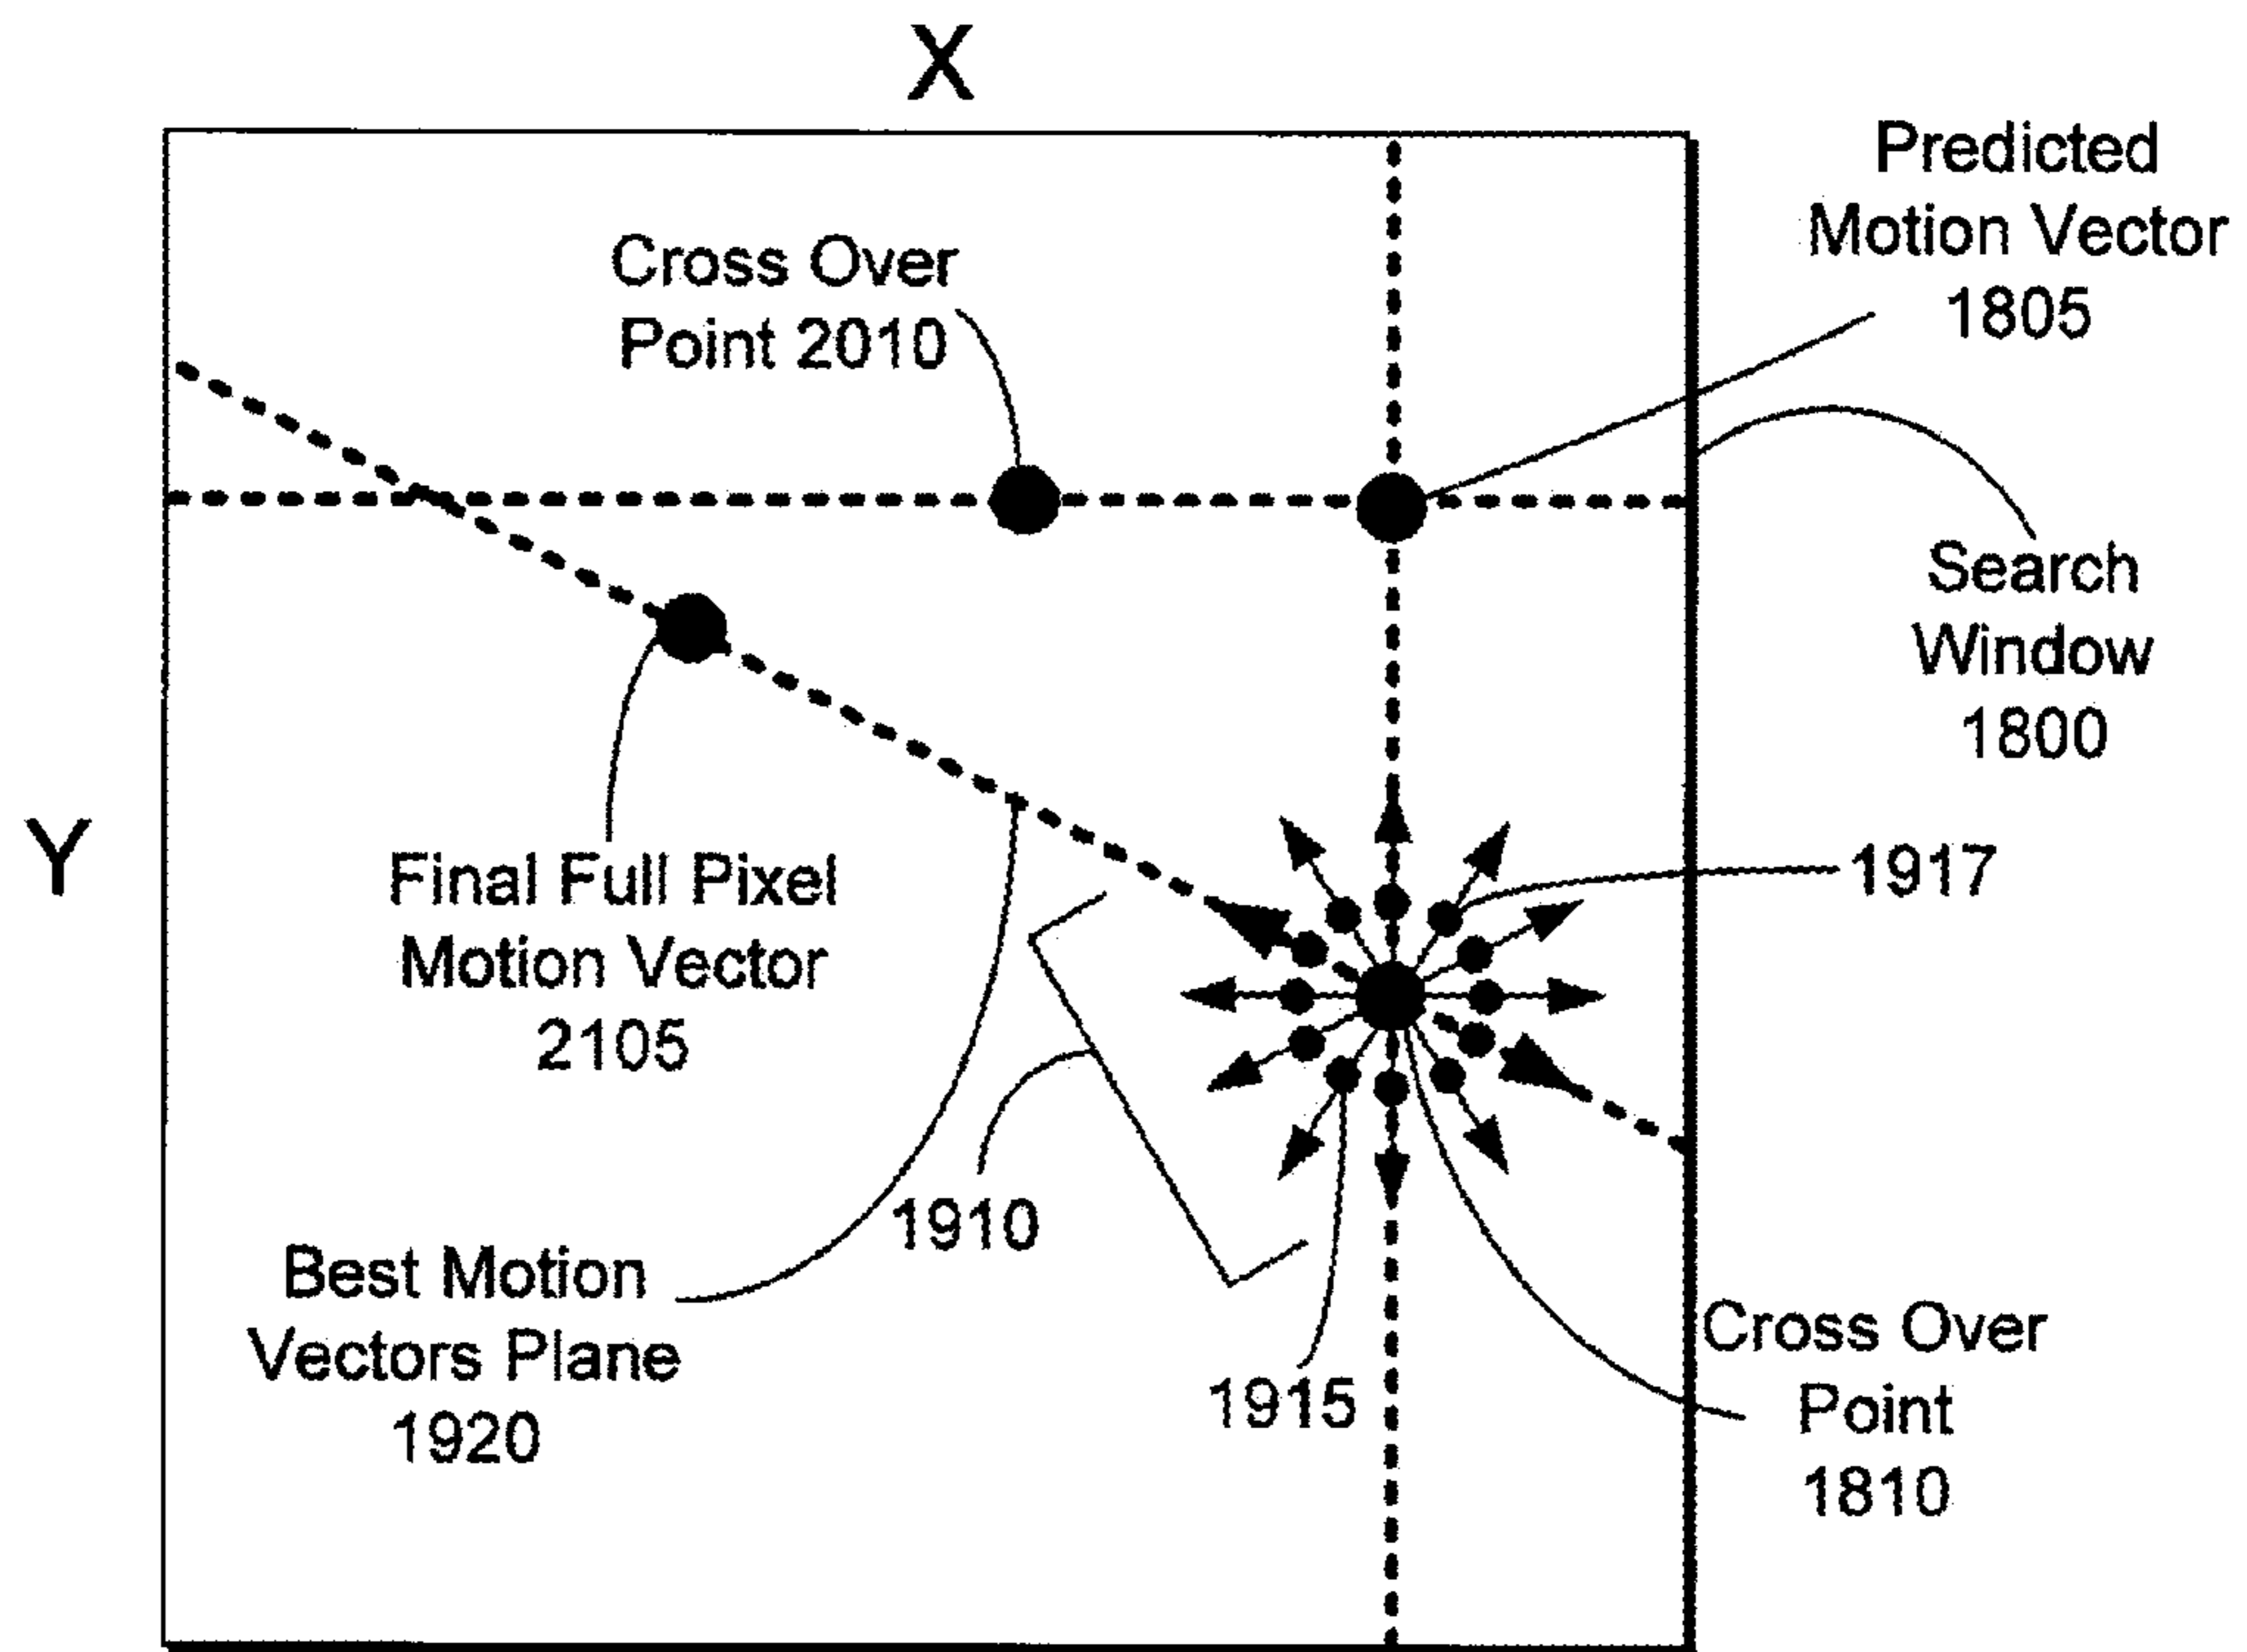 X
Predicted
Motion Vector
1805
Cross Over
Point 2010
Search
Window
1800
Y
Final Full Pixel
Motion Vector
2105
1917
1910
Best Motion
Vectors Plane
1920
1915
Cross Over
Point
1810